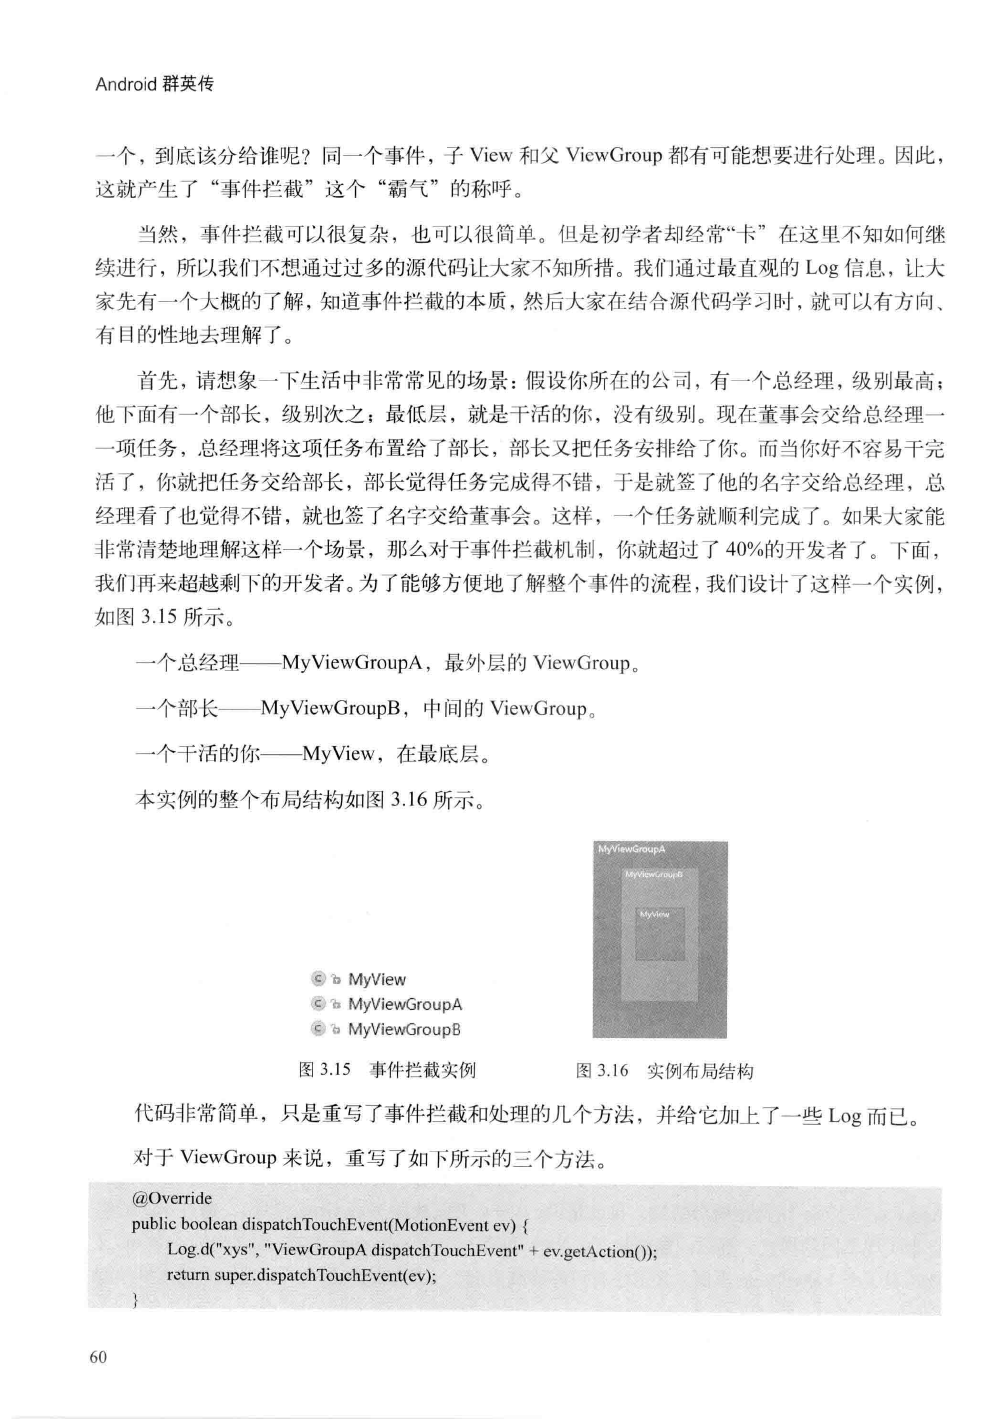 Android 群英传
一个，到底该分给谁呢？同一个事件，子 View 和父 ViewGroup 都有可能想要进行处理。因此，
这就产生了“事件拦截”这个“霸气”的称呼。
当然，事件拦截可以很复杂，也可以很简单。但是初学者却经常“卡”在这里不知如何继
续进行，所以我们不想通过过多的源代码让大家不知所措。我们通过最直观的 Log 信息，让大
家先有一个大概的了解，知道事件拦截的本质，然后大家在结合源代码学习时，就可以有方向、
有目的性地去理解了。
首先，请想象一下生活中非常常见的场景：假设你所在的公司，有一个总经理，级别最高；
他下面有一个部长，级别次之；最低层，就是干活的你，没有级别。现在董事会交给总经理一
一项任务，总经理将这项任务布置给了部长，部长又把任务安排给了你。而当你好不容易干完
活了，你就把任务交给部长，部长觉得任务完成得不错，于是就签了他的名字交给总经理，总
经理看了也觉得不错，就也签了名字交给董事会。这样，一个任务就顺利完成了。如果大家能
非常清楚地理解这样一个场景，那么对于事件拦截机制，你就超过了 40%的开发者了。下面，
我们再来超越剩下的开发者。为了能够方便地了解整个事件的流程，我们设计了这样一个实例，
如图 3.15 所示。
一个总经理——MyViewGroupA，最外层的 ViewGroup。
一个部长——MyViewGroupB，中间的 ViewGroup。
一个干活的你——MyView，在最底层。
本实例的整个布局结构如图 3.16 所示。
MyViewGroupA
MyViewGroupB
MyView
C MyView
C MyViewGroupA
C MyViewGroupB
图 3.15 事件拦截实例
图 3.16 实例布局结构
代码非常简单，只是重写了事件拦截和处理的几个方法，并给它加上了一些 Log 而已。
对于 ViewGroup 来说，重写了如下所示的三个方法。
@Override
public boolean dispatchTouchEvent(MotionEvent ev) {
Log.d("xys", "ViewGroupA dispatchTouchEvent" + ev.getAction());
return super.dispatchTouchEvent(ev);
}
60